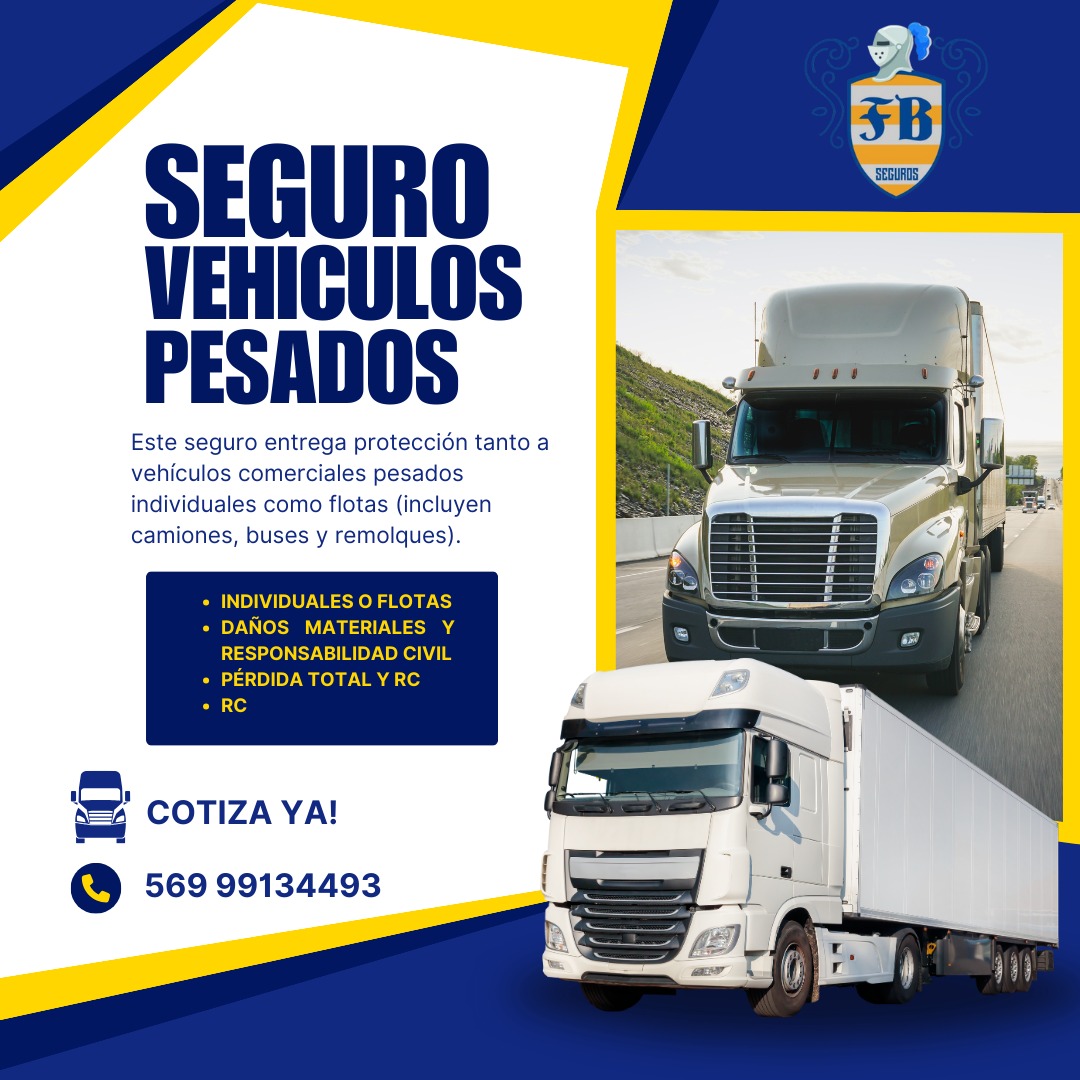 FB
SEGUROS
SEGURO
VEHICULOS
PESADOS
Este seguro entrega protección tanto a
vehículos comerciales pesados
individuales como flotas (incluyen
camiones, buses y remolques).
• INDIVIDUALES O FLOTAS
• DAÑOS MATERIALES Y
RESPONSABILIDAD CIVIL
• PÉRDIDA TOTAL Y RC
• RC
COTIZA YA!
569 99134493